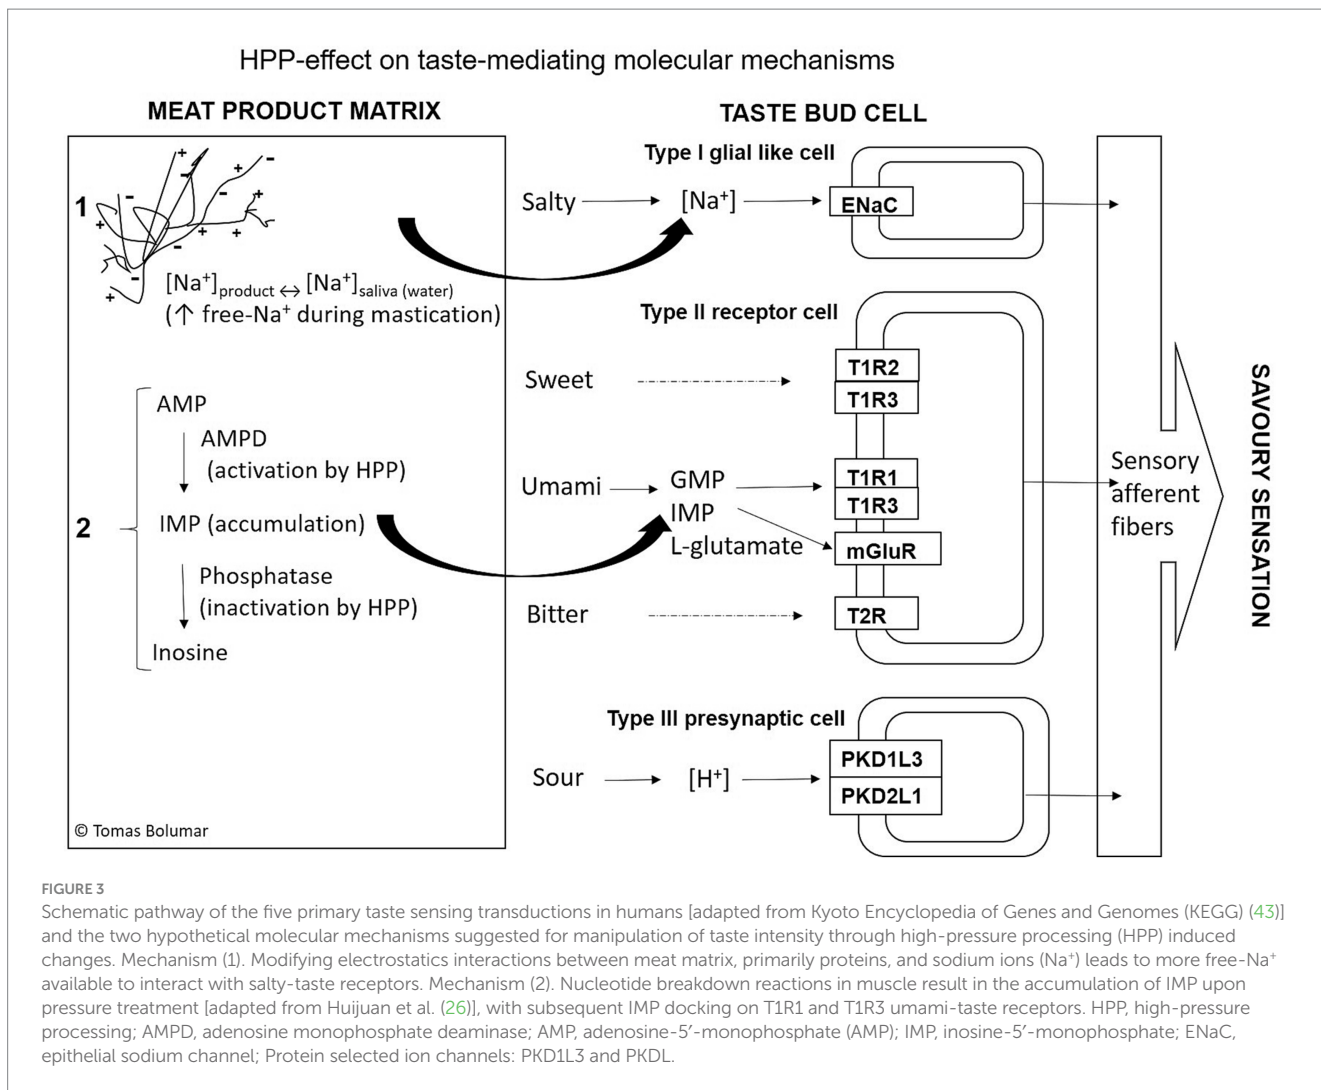 HPP-effect on taste-mediating molecular mechanisms
MEAT PRODUCT MATRIX
1
+ - - + - - + + - + + - - +
[Na⁺]product ↔ [Na⁺]saliva (water)
(↑ free-Na⁺ during mastication)
2
AMP
AMPD
(activation by HPP)
IMP (accumulation)
Phosphatase
(inactivation by HPP)
Inosine
© Tomas Bolumar
TASTE BUD CELL
Type I glial like cell
Salty
[Na⁺]
ENaC
Type II receptor cell
Sweet
T1R2
T1R3
Umami
GMP
IMP
L-glutamate
T1R1
T1R3
mGluR
Bitter
T2R
Type III presynaptic cell
Sour
[H⁺]
PKD1L3
PKD2L1
Sensory
afferent
fibers
SAVOURY SENSATION
FIGURE 3
Schematic pathway of the five primary taste sensing transductions in humans [adapted from Kyoto Encyclopedia of Genes and Genomes (KEGG) (43)]
and the two hypothetical molecular mechanisms suggested for manipulation of taste intensity through high-pressure processing (HPP) induced
changes. Mechanism (1). Modifying electrostatics interactions between meat matrix, primarily proteins, and sodium ions (Na⁺) leads to more free-Na⁺
available to interact with salty-taste receptors. Mechanism (2). Nucleotide breakdown reactions in muscle result in the accumulation of IMP upon
pressure treatment [adapted from Huijuan et al. (26)], with subsequent IMP docking on T1R1 and T1R3 umami-taste receptors. HPP, high-pressure
processing; AMPD, adenosine monophosphate deaminase; AMP, adenosine-5′-monophosphate (AMP); IMP, inosine-5′-monophosphate; ENaC,
epithelial sodium channel; Protein selected ion channels: PKD1L3 and PKDL.